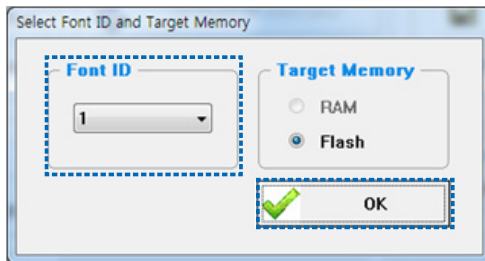 Select Font ID and Target Memory
Font ID
1
Target Memory
RAM
Flash
OK